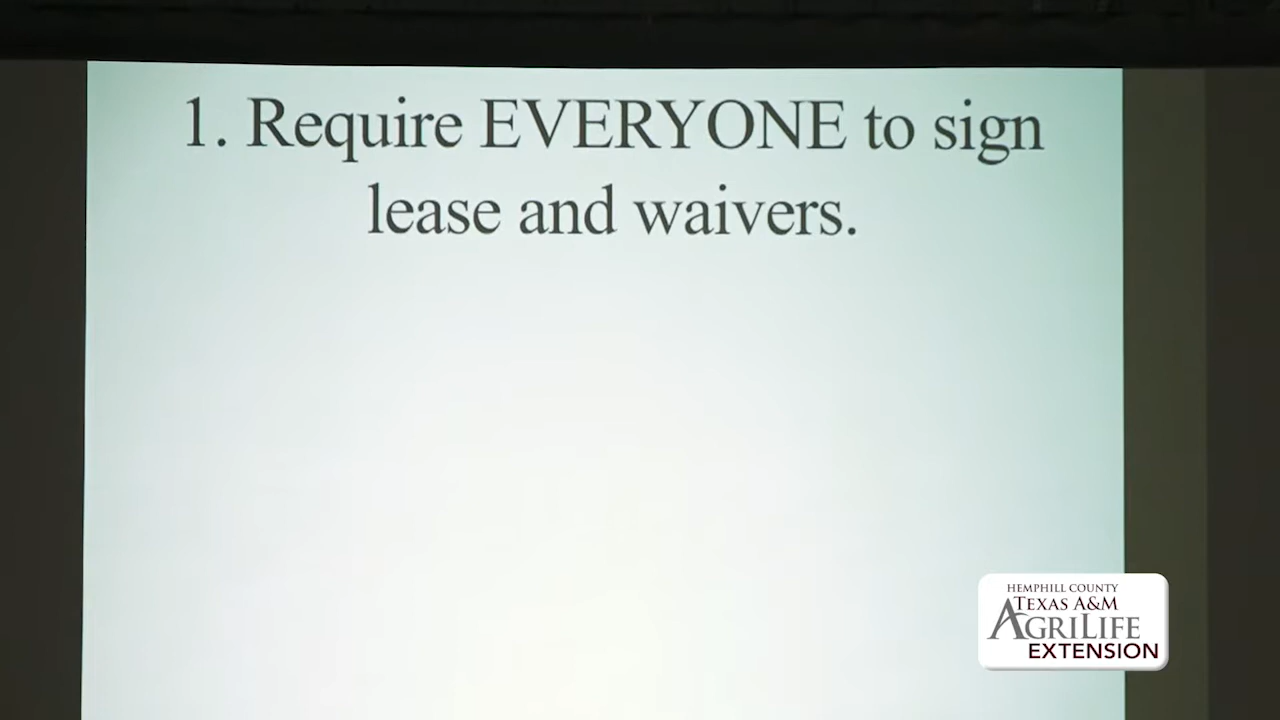 1. Require EVERYONE to sign
lease and waivers.
HEMPHILL COUNTY
TEXAS A&M
AGRILIFE
EXTENSION